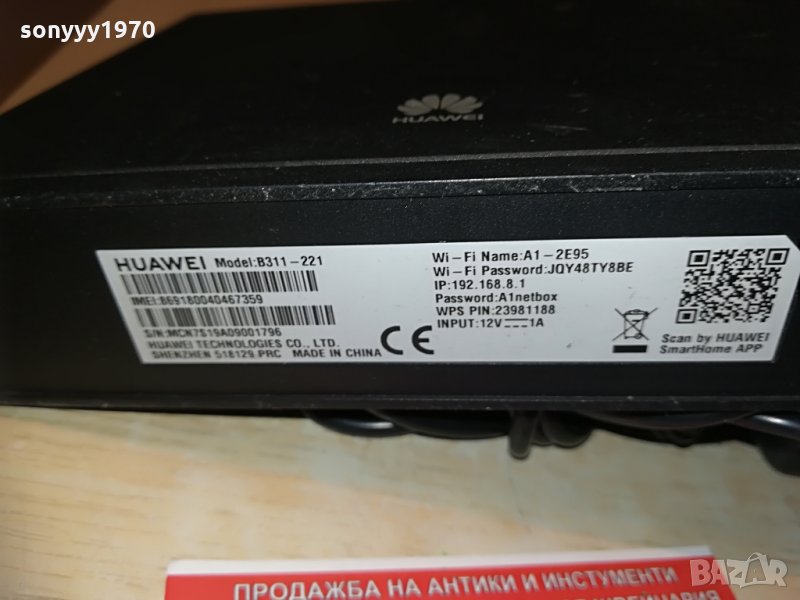 sonyyy1970
HUAWEI
HUAWEI Model:B311-221
IMEI:869180040467359
S/N:MCN7S19A09001796
HUAWEI TECHNOLOGIES CO., LTD.
SHENZHEN 518129 PRC MADE IN CHINA
CE
Wi-Fi Name:A1-2E95
Wi-Fi Password:JQY48TY8BE
IP:192.168.8.1
Password:A1netbox
WPS PIN:23981188
INPUT:12V⎓1A
Scan by HUAWEI
SmartHome APP
ПРОДАЖБА НА АНТИКИ И ИНСТУМЕНТИ
BAZAR